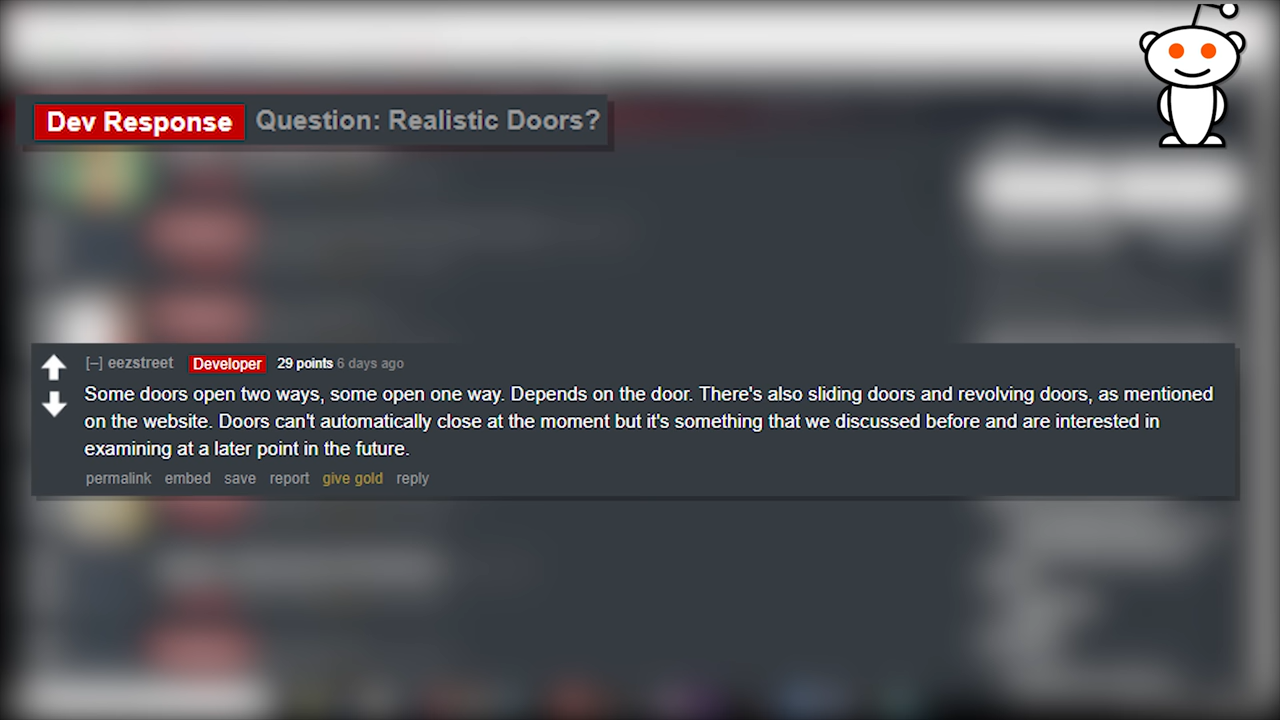 Dev Response Question: Realistic Doors?
[–] eezstreet Developer 29 points 6 days ago
Some doors open two ways, some open one way. Depends on the door. There's also sliding doors and revolving doors, as mentioned
on the website. Doors can't automatically close at the moment but it's something that we discussed before and are interested in
examining at a later point in the future.
permalink embed save report give gold reply